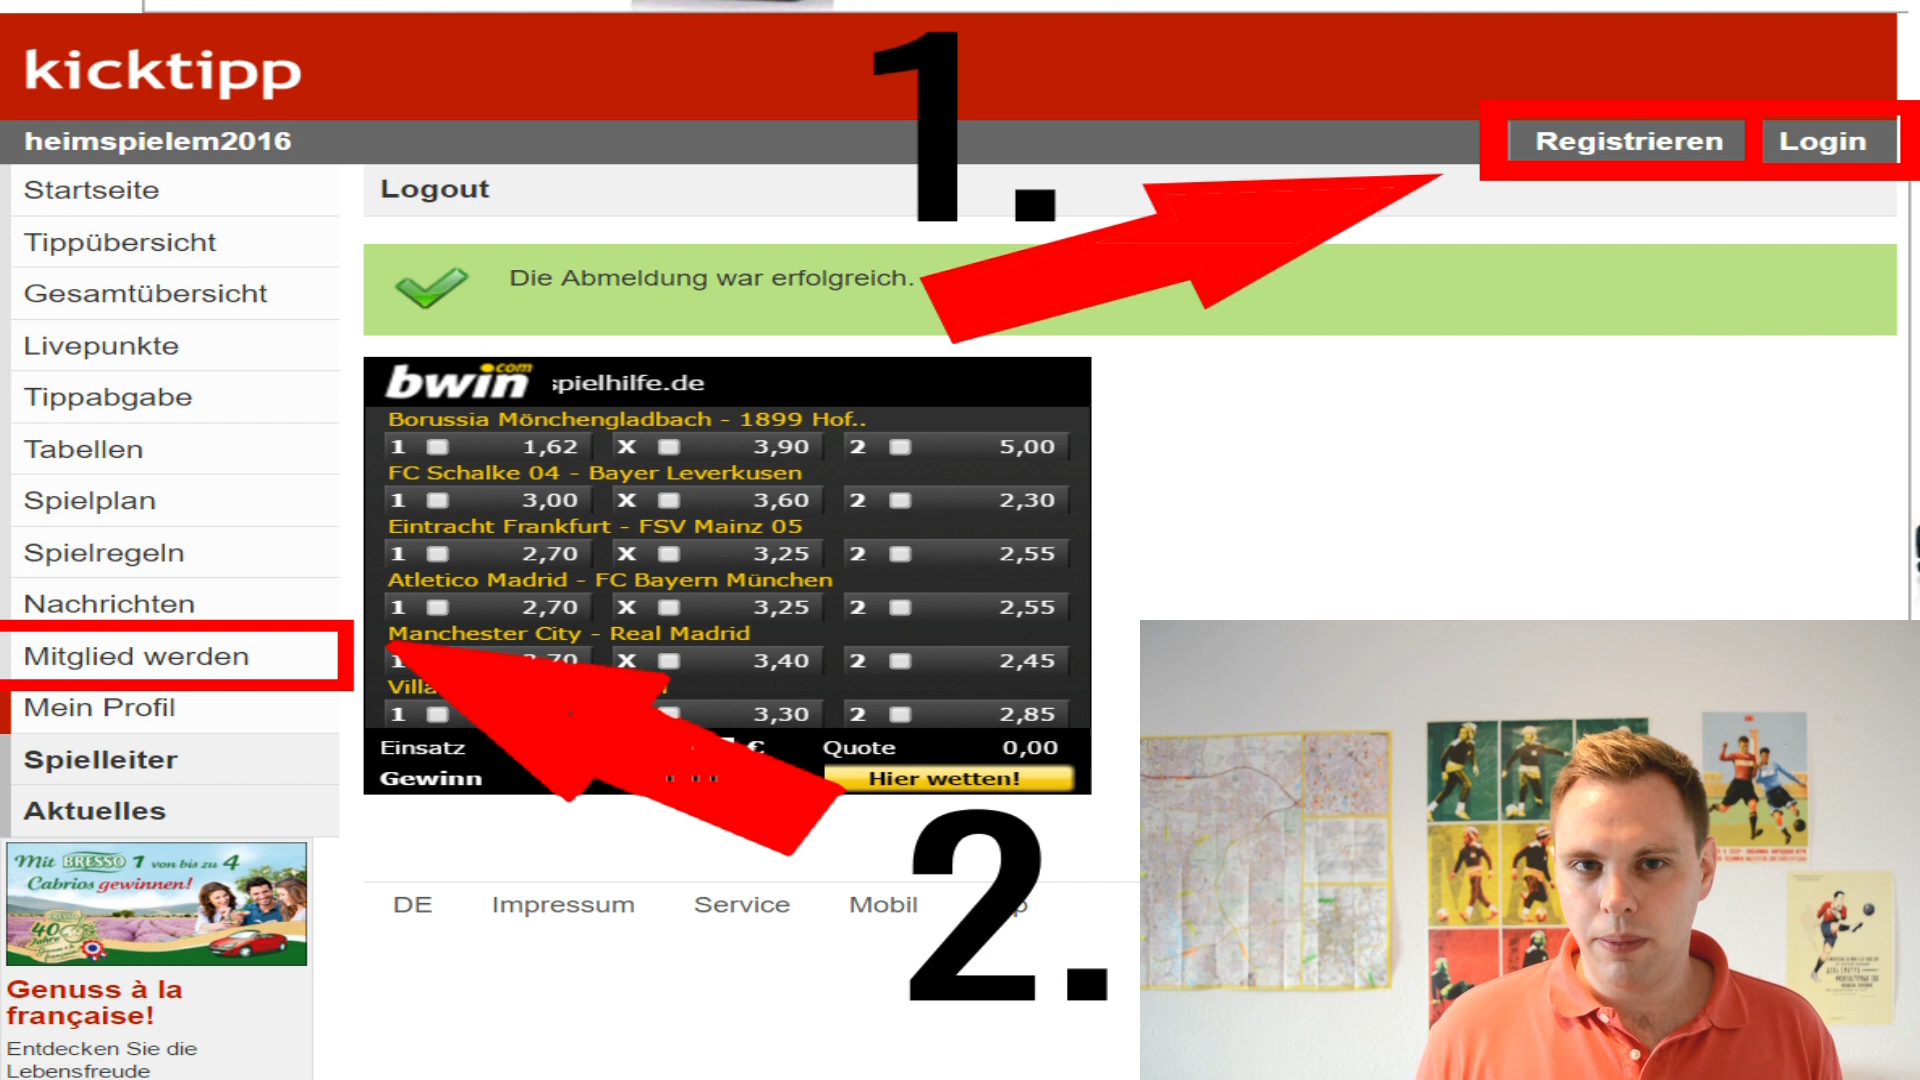 kicktipp
1.
heimspielem2016
Registrieren
Login
Startseite
Tippübersicht
Gesamtübersicht
Livepunkte
Tippabgabe
Tabellen
Spielplan
Spielregeln
Nachrichten
Mitglied werden
Mein Profil
Spielleiter
Aktuelles
Mit BRESSO 1 von bis zu 4
Cabrios gewinnen!
40
Jahre
Genuss à la
française!
Entdecken Sie die
Lebensfreude
Logout
Die Abmeldung war erfolgreich.
bwin.com
spielhilfe.de
Borussia Mönchengladbach - 1899 Hof..
1 1,62 X 3,90 2 5,00
FC Schalke 04 - Bayer Leverkusen
1 3,00 X 3,60 2 2,30
Eintracht Frankfurt - FSV Mainz 05
1 2,70 X 3,25 2 2,55
Atletico Madrid - FC Bayern München
1 2,70 X 3,25 2 2,55
Manchester City - Real Madrid
1 X 3,40 2 2,45
1 3,30 2 2,85
Einsatz € Quote 0,00
Gewinn Hier wetten!
2.
DE Impressum Service Mobil